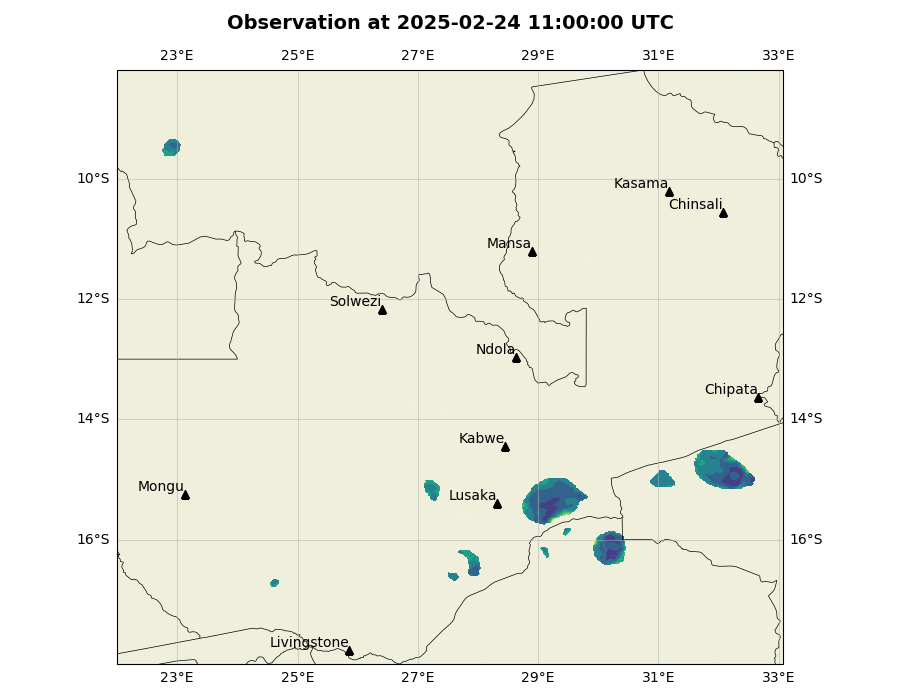 Observation at 2025-02-24 11:00:00 UTC
23°E 25°E 27°E 29°E 31°E 33°E
10°S 10°S
Kasama
Chinsali
Mansa
12°S 12°S
Solwezi
Ndola
Chipata
14°S 14°S
Kabwe
Mongu
Lusaka
16°S 16°S
Livingstone
23°E 25°E 27°E 29°E 31°E 33°E